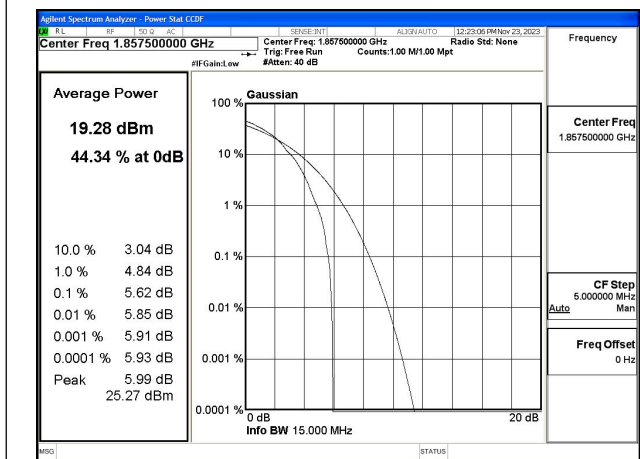 Agilent Spectrum Analyzer - Power Stat CCDF
RL RF 50 Ω AC SENSE:INT ALIGN AUTO 12:23:06 PM Nov 23, 2023
Center Freq 1.857500000 GHz
Center Freq: 1.857500000 GHz Radio Std: None
Trig: Free Run Counts:1.00 M/1.00 Mpt
#IFGain:Low #Atten: 40 dB
Frequency
Average Power
19.28 dBm
44.34 % at 0dB
10.0 % 3.04 dB
1.0 % 4.84 dB
0.1 % 5.62 dB
0.01 % 5.85 dB
0.001 % 5.91 dB
0.0001 % 5.93 dB
Peak 5.99 dB
25.27 dBm
Gaussian
100 %
10 %
1 %
0.1 %
0.01 %
0.001 %
0.0001 %
0 dB 20 dB
Info BW 15.000 MHz
Center Freq
1.857500000 GHz
CF Step
5.000000 MHz
Auto Man
Freq Offset
0 Hz
MSG STATUS